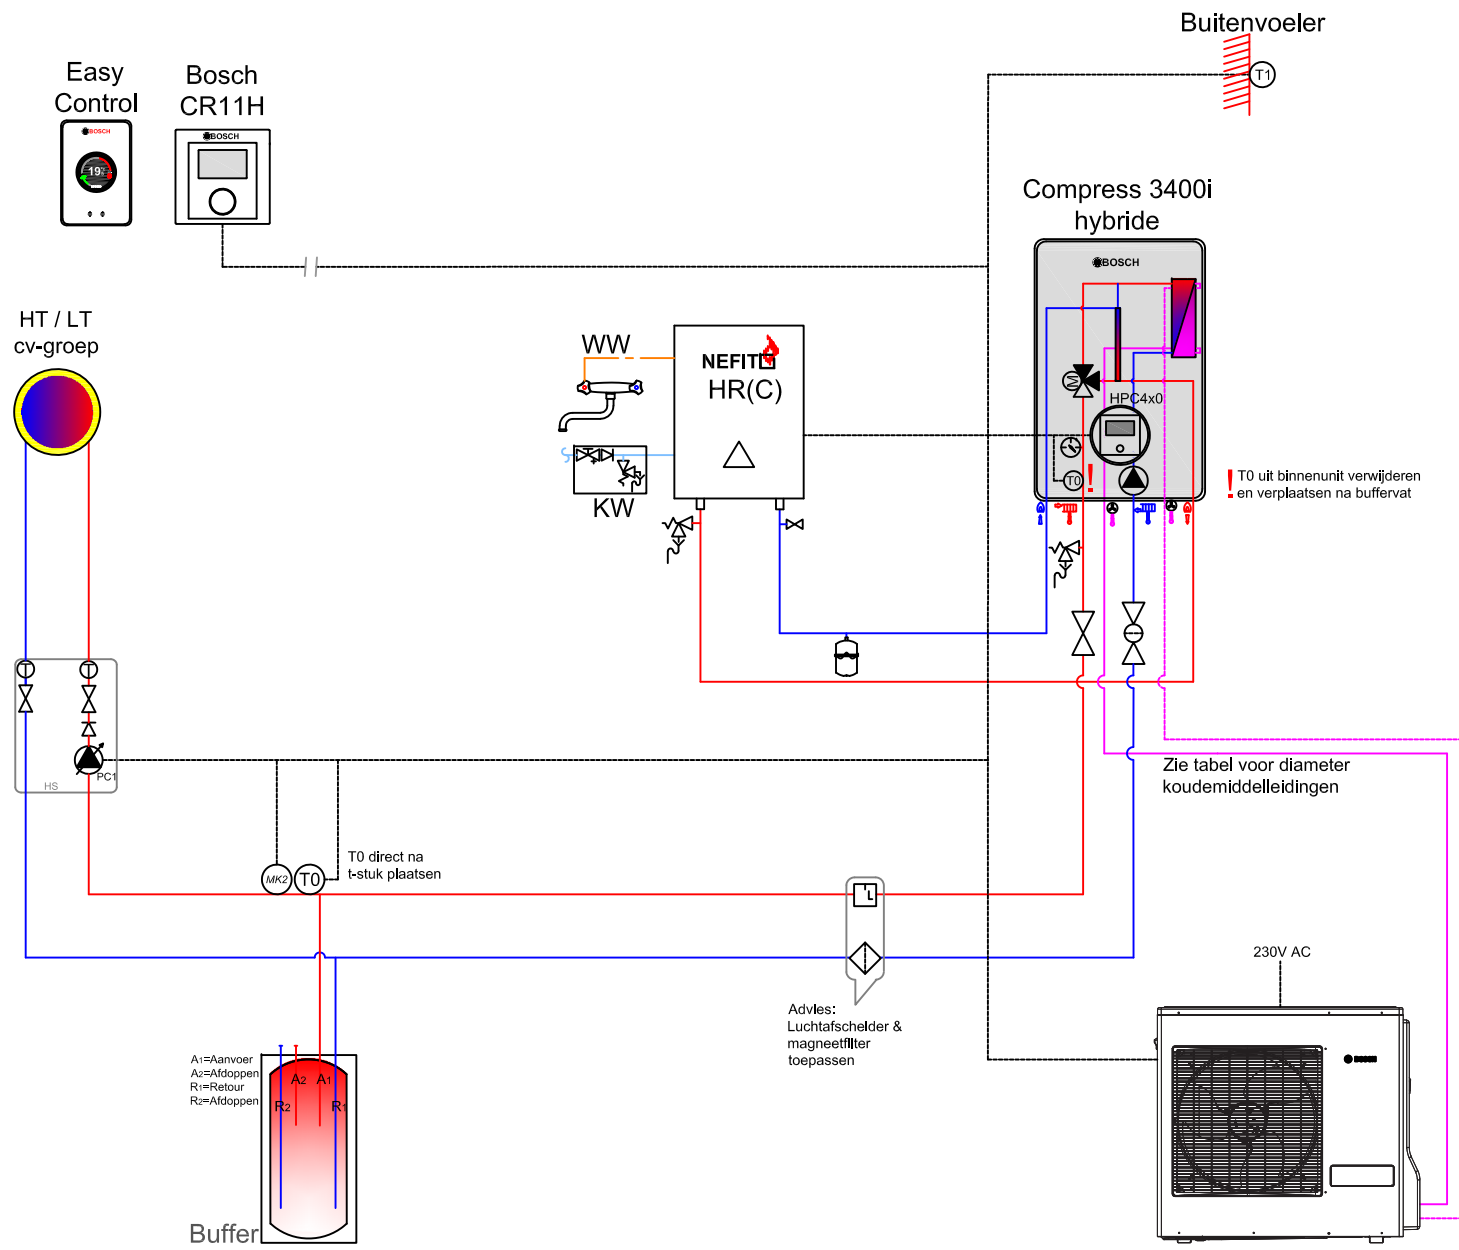 Buitenvoeler
T1
Easy
Control
BOSCH
19
Bosch
CR11H
BOSCH
Compress 3400i
hybride
BOSCH
M
HPC4x0
T0
!
! T0 uit binnenunit verwijderen
en verplaatsen na buffervat
HT / LT
cv-groep
WW
NEFIT
HR(C)
KW
T
T
PC1
HS
Zie tabel voor diameter
koudemiddelleidingen
MK2
T0
T0 direct na
t-stuk plaatsen
L
Advies:
Luchtafscheider &
magneetfilter
toepassen
230V AC
BOSCH
A1=Aanvoer
A2=Afdoppen
R1=Retour
R2=Afdoppen
A2
A1
R2
R1
Buffer